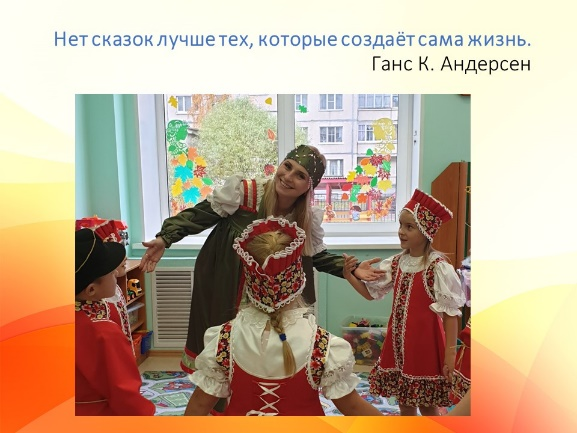 Нет сказок лучше тех, которые создаёт сама жизнь.
Ганс К. Андерсен